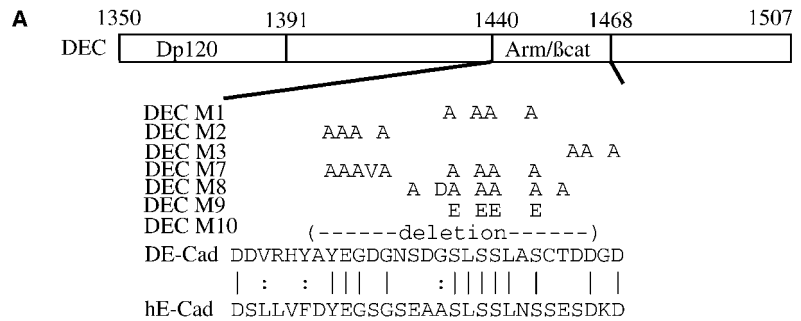 A 1350 1391 1440 1468 1507
DEC Dp120 Arm/ßcat
DEC M1 A AA A
DEC M2 AAA A
DEC M3 AA A
DEC M7 AAAVA A AA A
DEC M8 A DA AA A A
DEC M9 E EE E
DEC M10 (------deletion------)
DE-Cad DDVRHYAYEGDGNSDGSLSSLASCTDDGD
| : : ||| | :||||| | | |
hE-Cad DSLLVFDYEGSGSEAASLSSLNSSESDKD